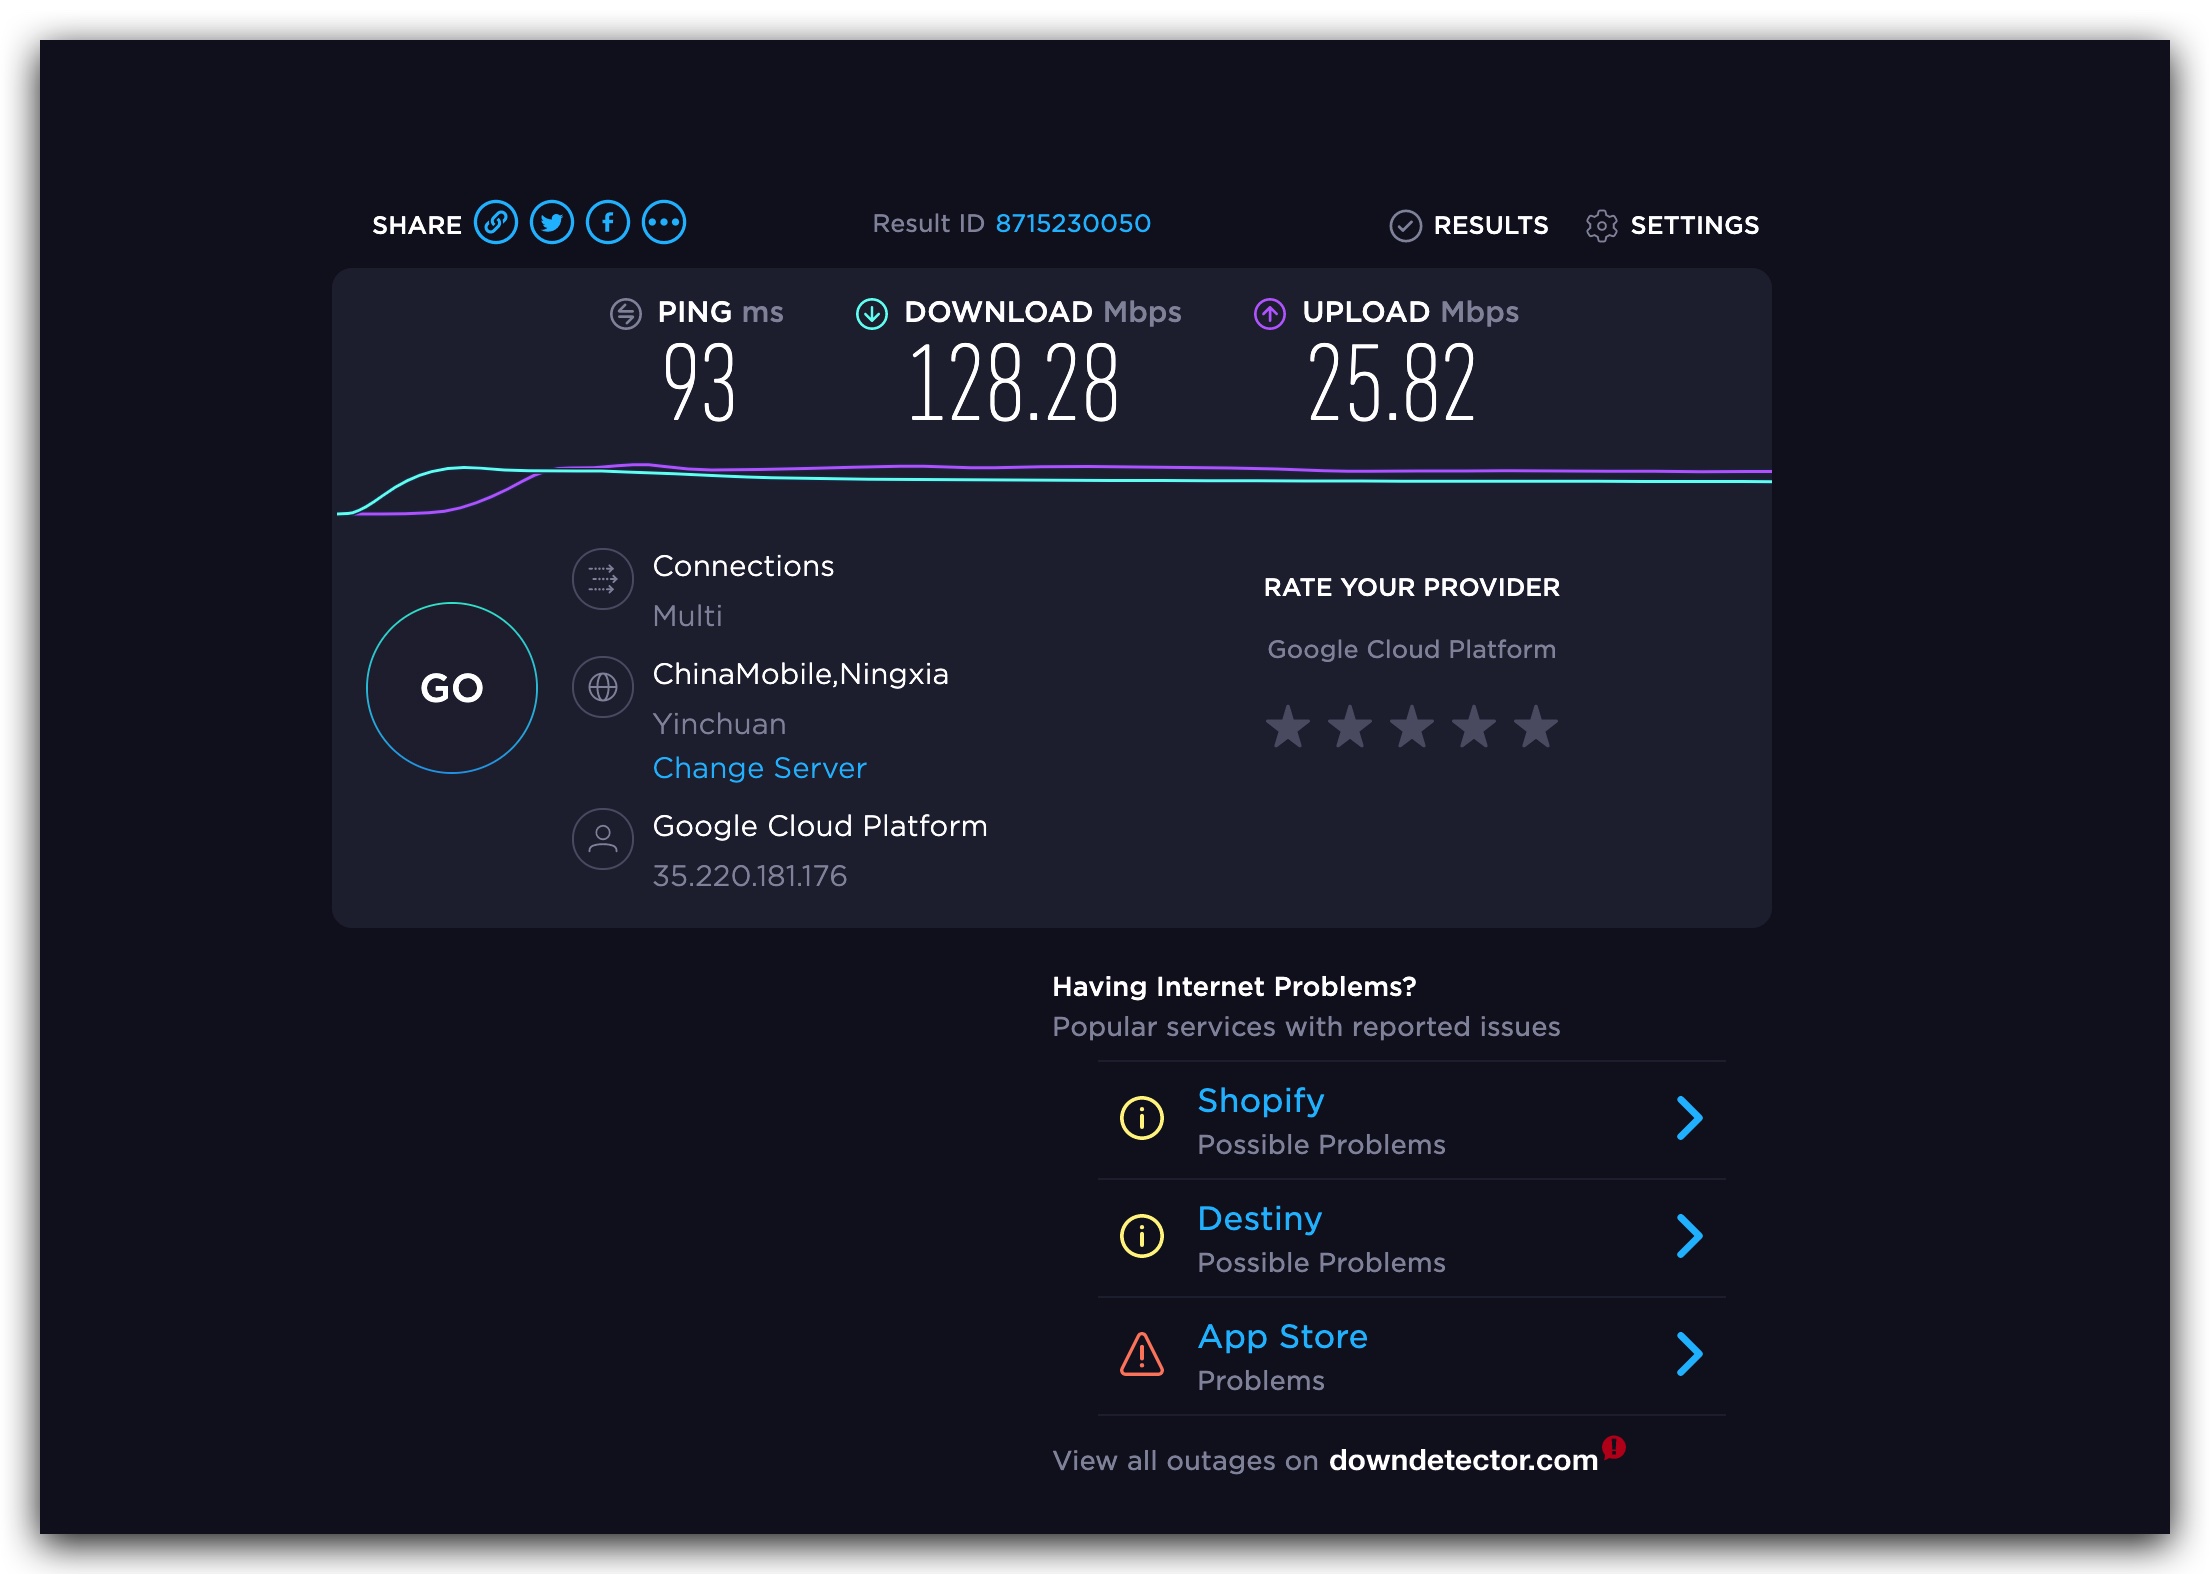 SHARE
Result ID 8715230050
RESULTS
SETTINGS
PING ms
93
DOWNLOAD Mbps
128.28
UPLOAD Mbps
25.82
GO
Connections
Multi
ChinaMobile,Ningxia
Yinchuan
Change Server
Google Cloud Platform
35.220.181.176
RATE YOUR PROVIDER
Google Cloud Platform
Having Internet Problems?
Popular services with reported issues
Shopify
Possible Problems
Destiny
Possible Problems
App Store
Problems
View all outages on downdetector.com